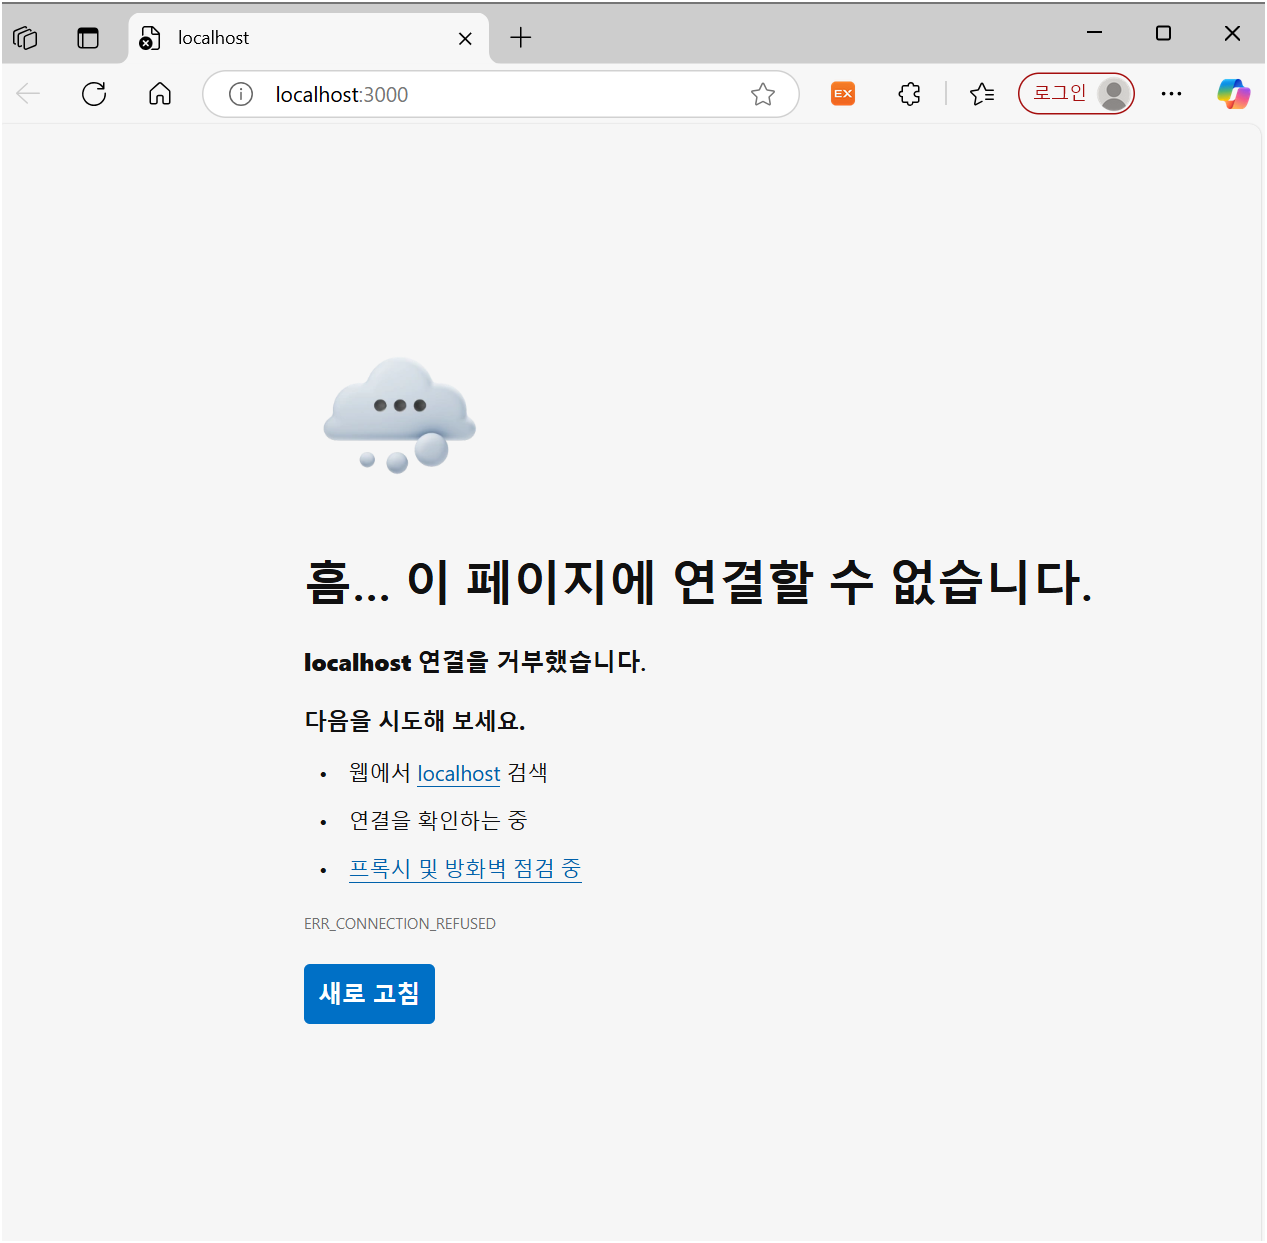 localhost
localhost:3000
EX
로그인
흠... 이 페이지에 연결할 수 없습니다.
localhost 연결을 거부했습니다.
다음을 시도해 보세요.
• 웹에서 localhost 검색
• 연결을 확인하는 중
• 프록시 및 방화벽 점검 중
ERR_CONNECTION_REFUSED
새로 고침